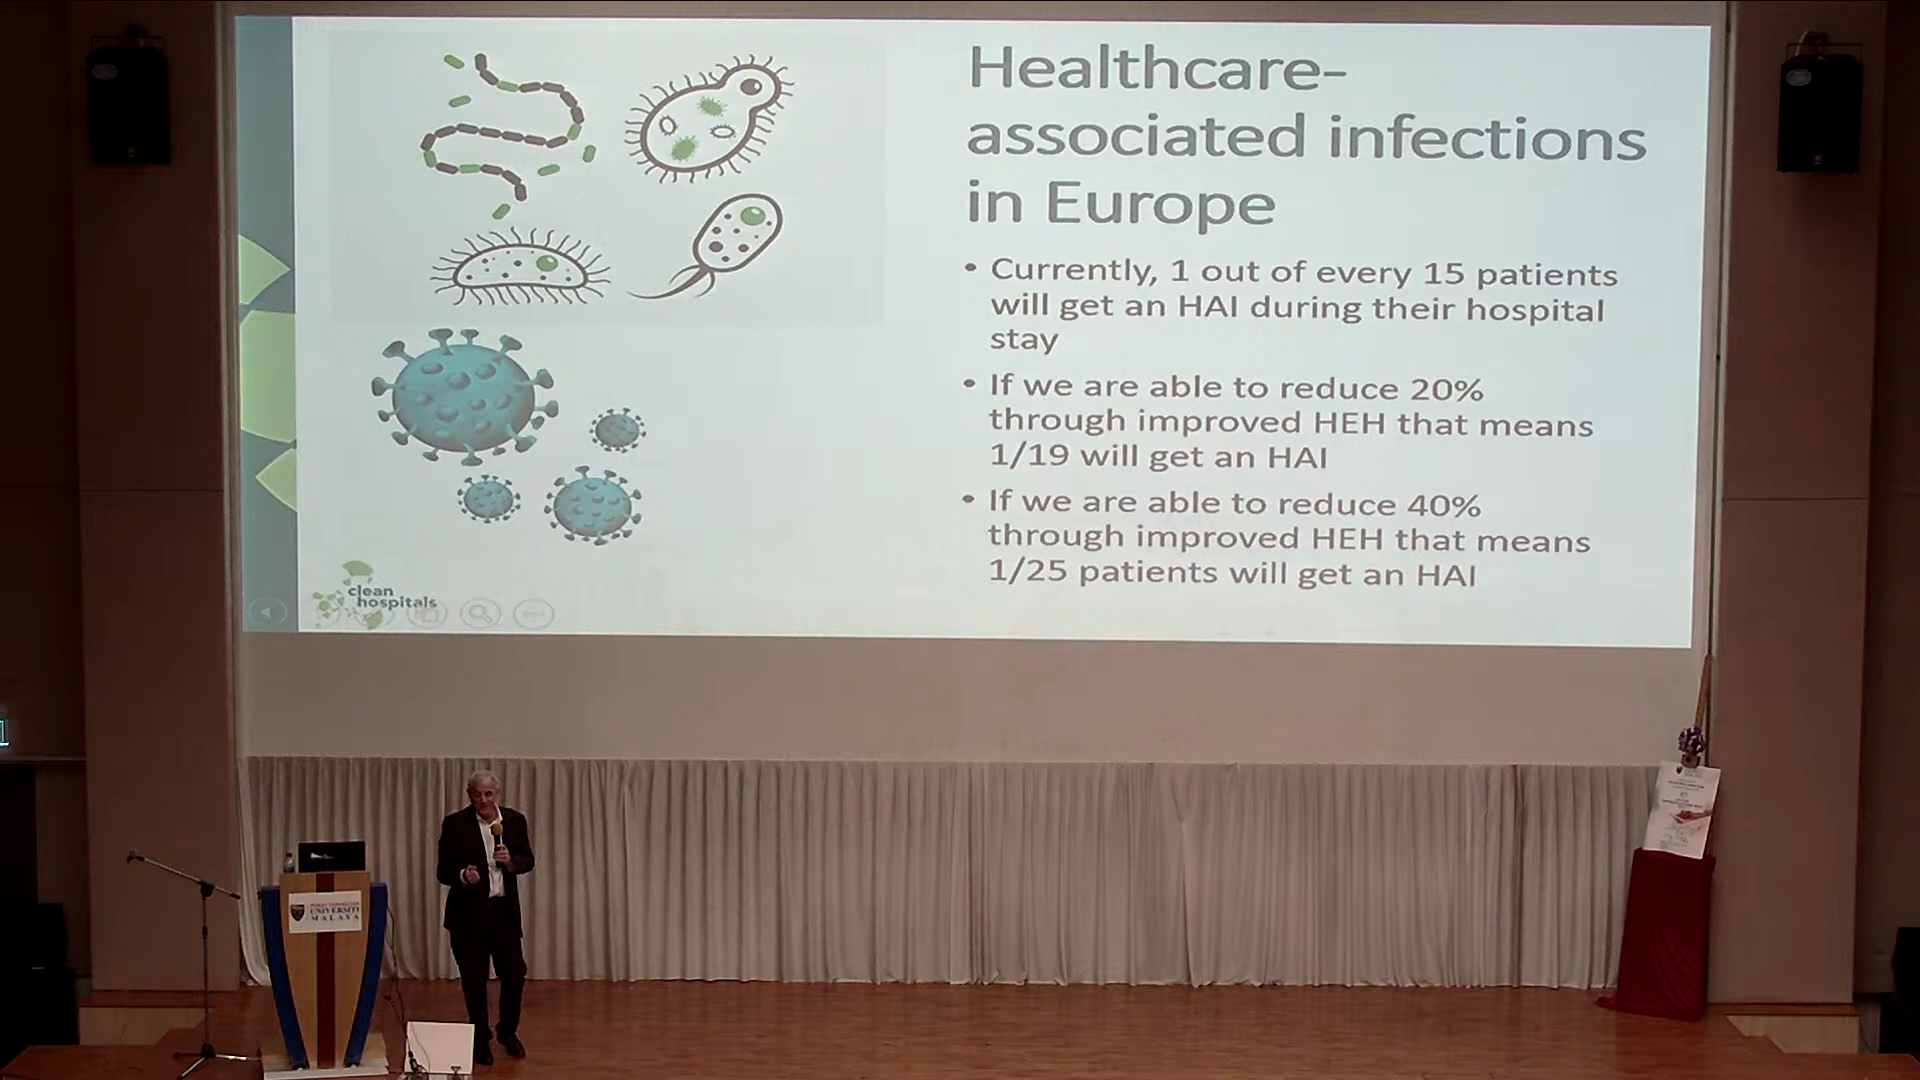 Healthcare-
associated infections
in Europe
• Currently, 1 out of every 15 patients
will get an HAI during their hospital
stay
• If we are able to reduce 20%
through improved HEH that means
1/19 will get an HAI
• If we are able to reduce 40%
through improved HEH that means
1/25 patients will get an HAI
clean
hospitals
UNIVERSITI
MALAYA